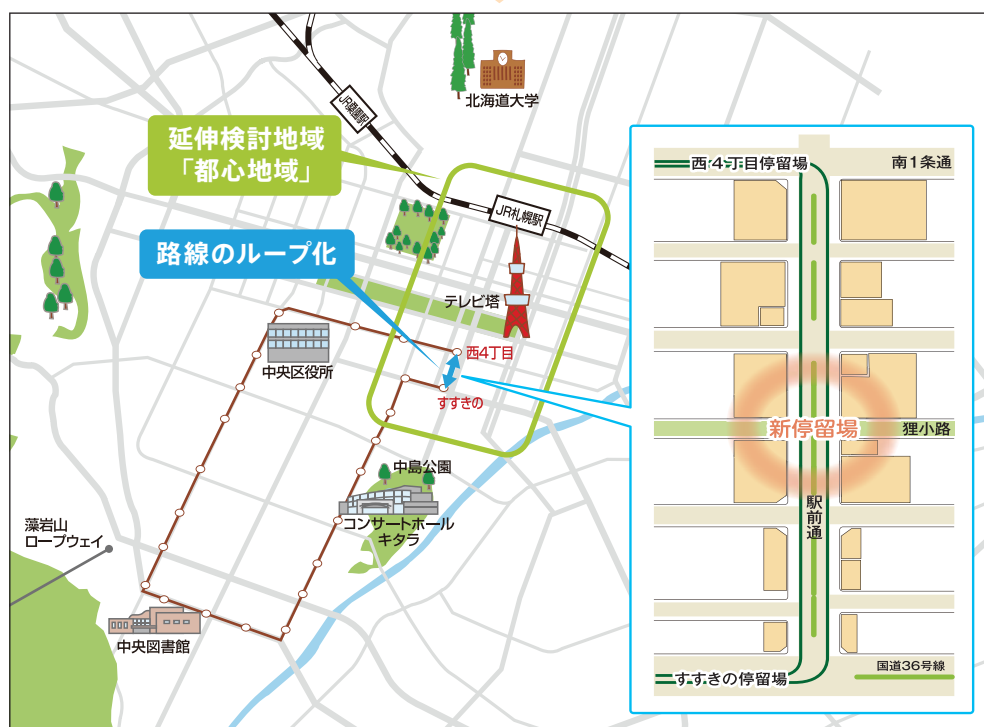 北海道大学
JR桑園駅
延伸検討地域
「都心地域」
JR札幌駅
路線のループ化
テレビ塔
西4丁目
すすきの
中央区役所
中島公園
コンサートホール
キタラ
藻岩山
ロープウェイ
中央図書館
西4丁目停留場
南1条通
新停留場
狸小路
駅前通
国道36号線
すすきの停留場